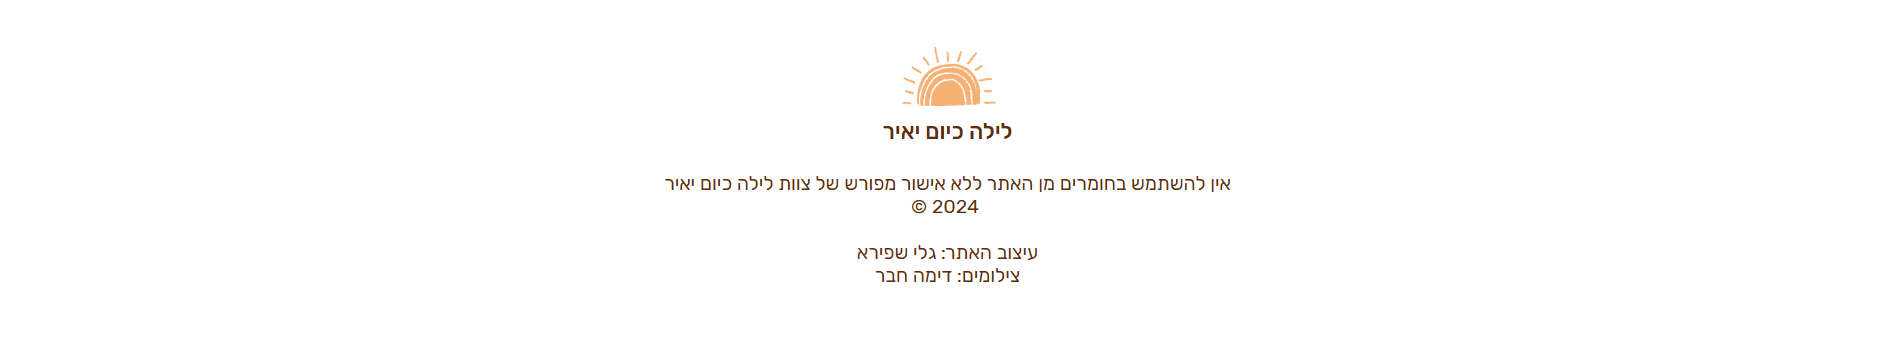 לילה כיום יאיר
אין להשתמש בחומרים מן האתר ללא אישור מפורש של צוות לילה כיום יאיר
© 2024
עיצוב האתר: גלי שפירא
צילומים: דימה חבר